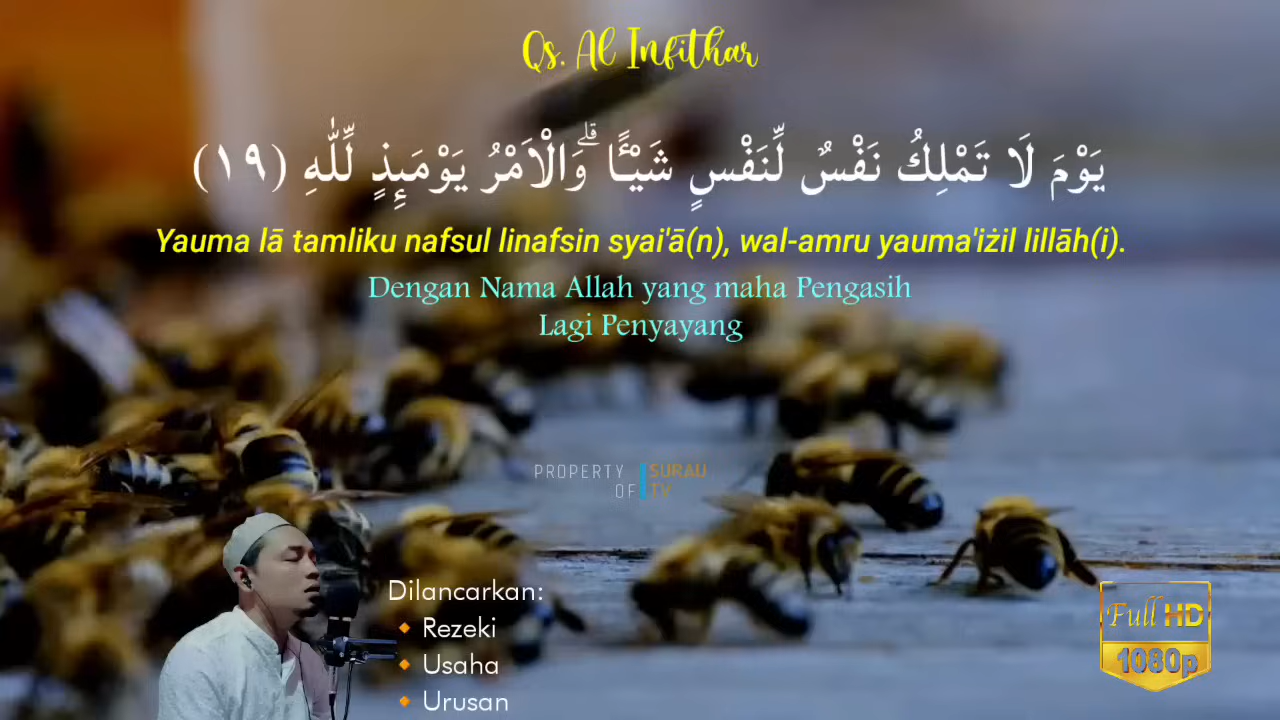 Qs. Al Infithar
يَوْمَ لَا تَمْلِكُ نَفْسٌ لِّنَفْسٍ شَيْـًٔا ۗوَالْاَمْرُ يَوْمَىِٕذٍ لِّلّٰهِ (١٩)
Yauma lā tamliku nafsul linafsin syai'ā(n), wal-amru yauma'iżil lillāh(i).
Dengan Nama Allah yang maha Pengasih
Lagi Penyayang
PROPERTY OF SURAU TV
Dilancarkan:
🔸 Rezeki
🔸 Usaha
🔸 Urusan
Full HD
1080p